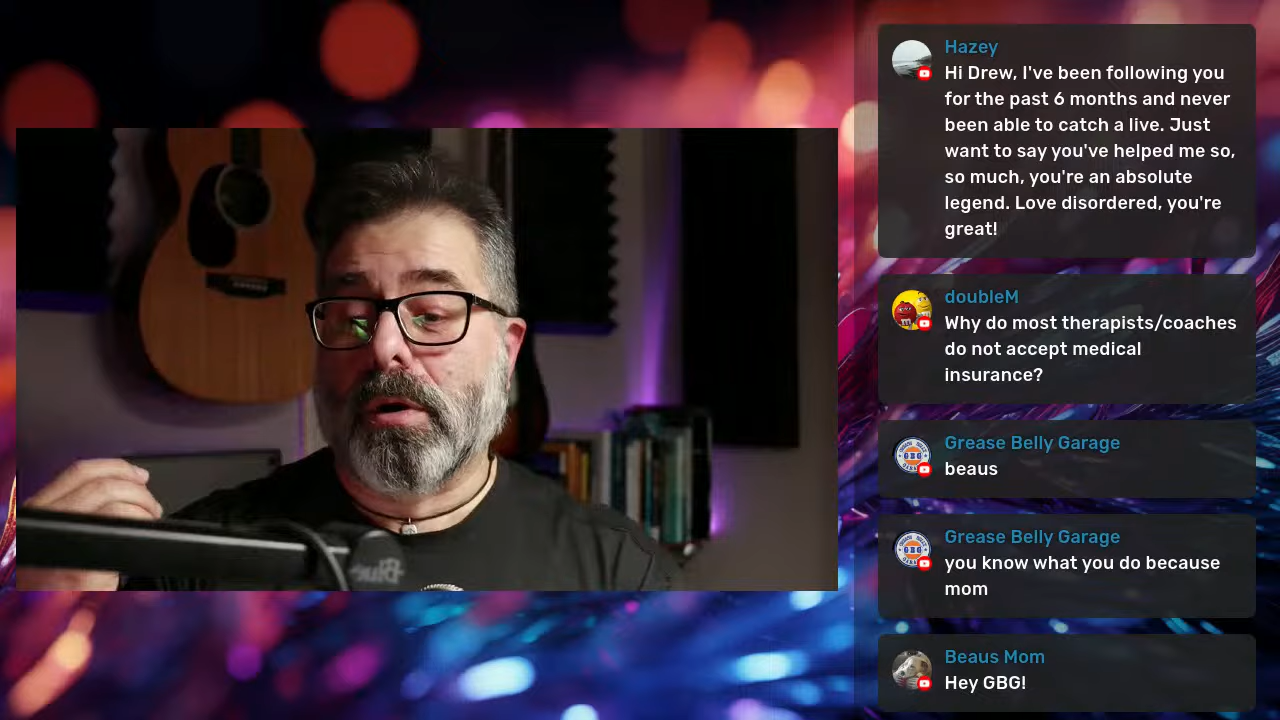 Hazey
Hi Drew, I've been following you
for the past 6 months and never
been able to catch a live. Just
want to say you've helped me so,
so much, you're an absolute
legend. Love disordered, you're
great!
doubleM
Why do most therapists/coaches
do not accept medical
insurance?
Grease Belly Garage
beaus
Grease Belly Garage
you know what you do because
mom
Beaus Mom
Hey GBG!
Blue
GBG
GBG